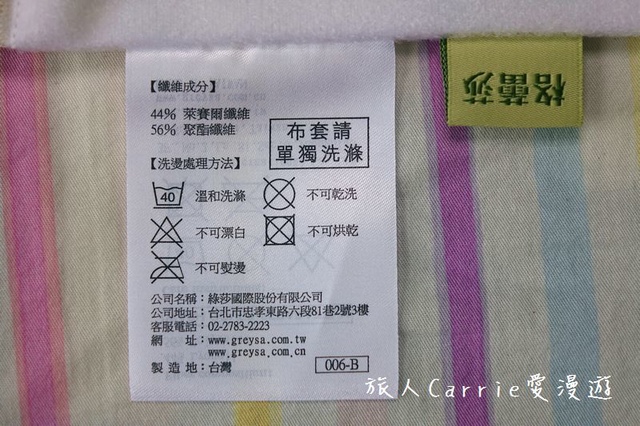 【纖維成分】
44% 萊賽爾纖維
56% 聚酯纖維
布套請
單獨洗滌
【洗燙處理方法】
40 溫和洗滌 不可乾洗
不可漂白 不可烘乾
不可熨燙
公司名稱：綠莎國際股份有限公司
公司地址：台北市忠孝東路六段81巷2號3樓
客服電話：02-2783-2223
網 址：www.greysa.com.tw
www.greysa.com.cn
製造地：台灣
006-B
格蕾莎
旅人Carrie愛漫遊